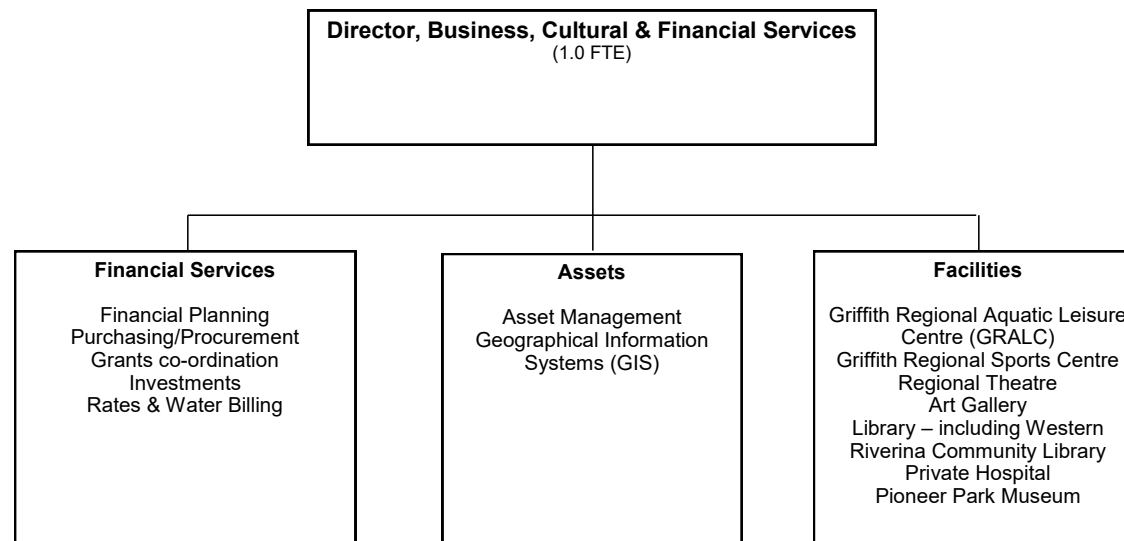 Director, Business, Cultural & Financial Services
(1.0 FTE)
Financial Services
Financial Planning
Purchasing/Procurement
Grants co-ordination
Investments
Rates & Water Billing
Assets
Asset Management
Geographical Information
Systems (GIS)
Facilities
Griffith Regional Aquatic Leisure
Centre (GRALC)
Griffith Regional Sports Centre
Regional Theatre
Art Gallery
Library – including Western
Riverina Community Library
Private Hospital
Pioneer Park Museum